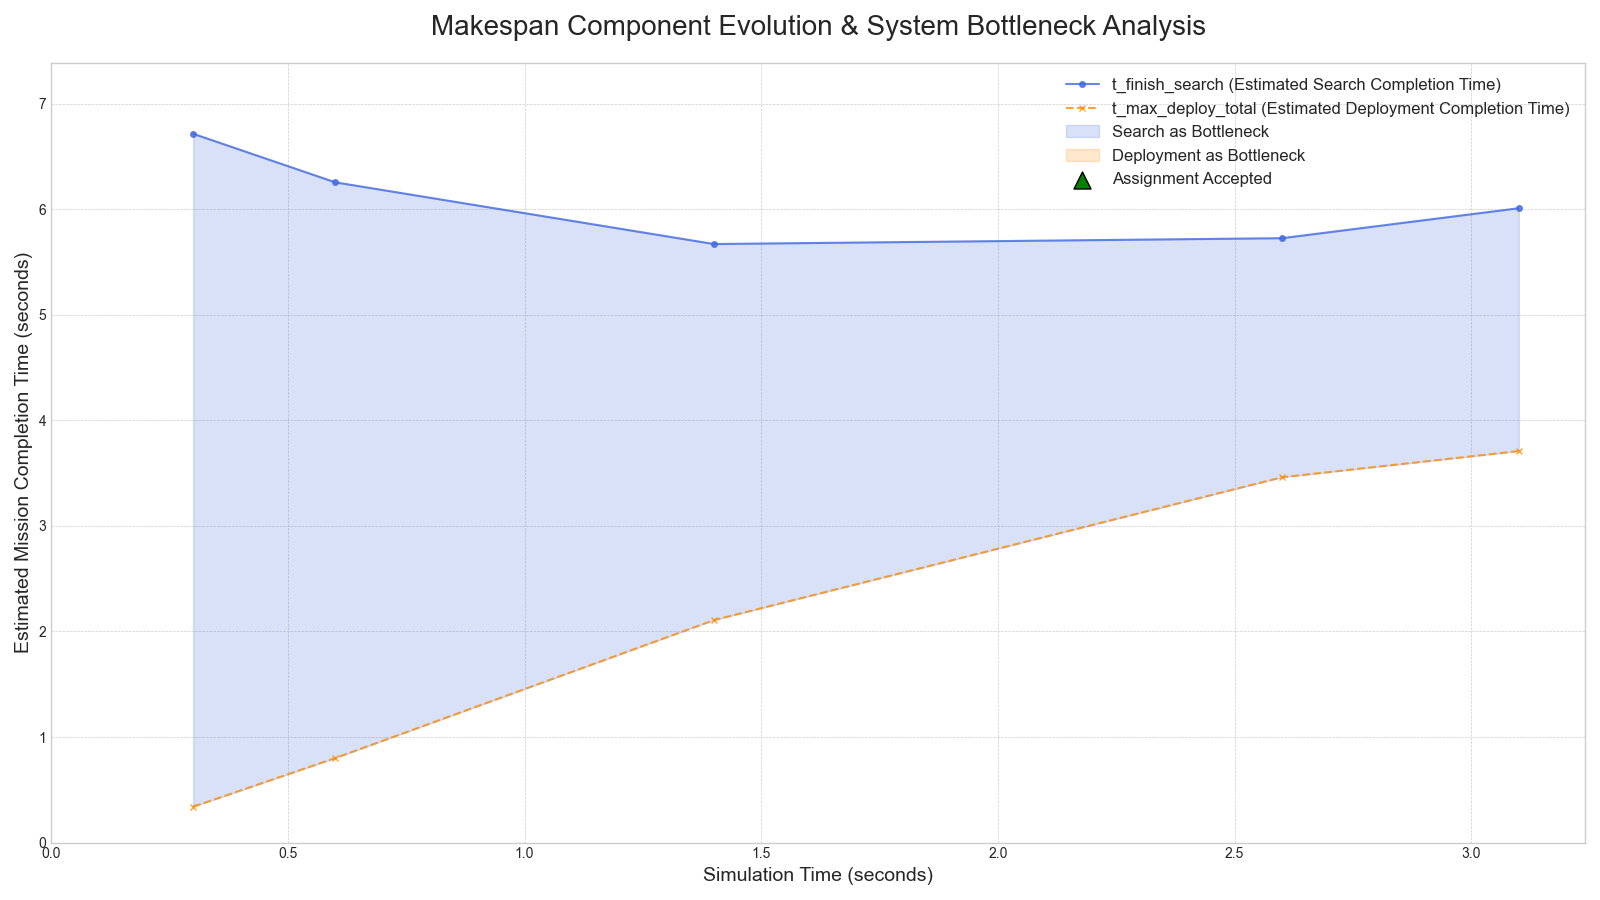 Makespan Component Evolution & System Bottleneck Analysis
t_finish_search (Estimated Search Completion Time)
t_max_deploy_total (Estimated Deployment Completion Time)
Search as Bottleneck
Deployment as Bottleneck
Assignment Accepted
Estimated Mission Completion Time (seconds)
7
6
5
4
3
2
1
0
0.0 0.5 1.0 1.5 2.0 2.5 3.0
Simulation Time (seconds)